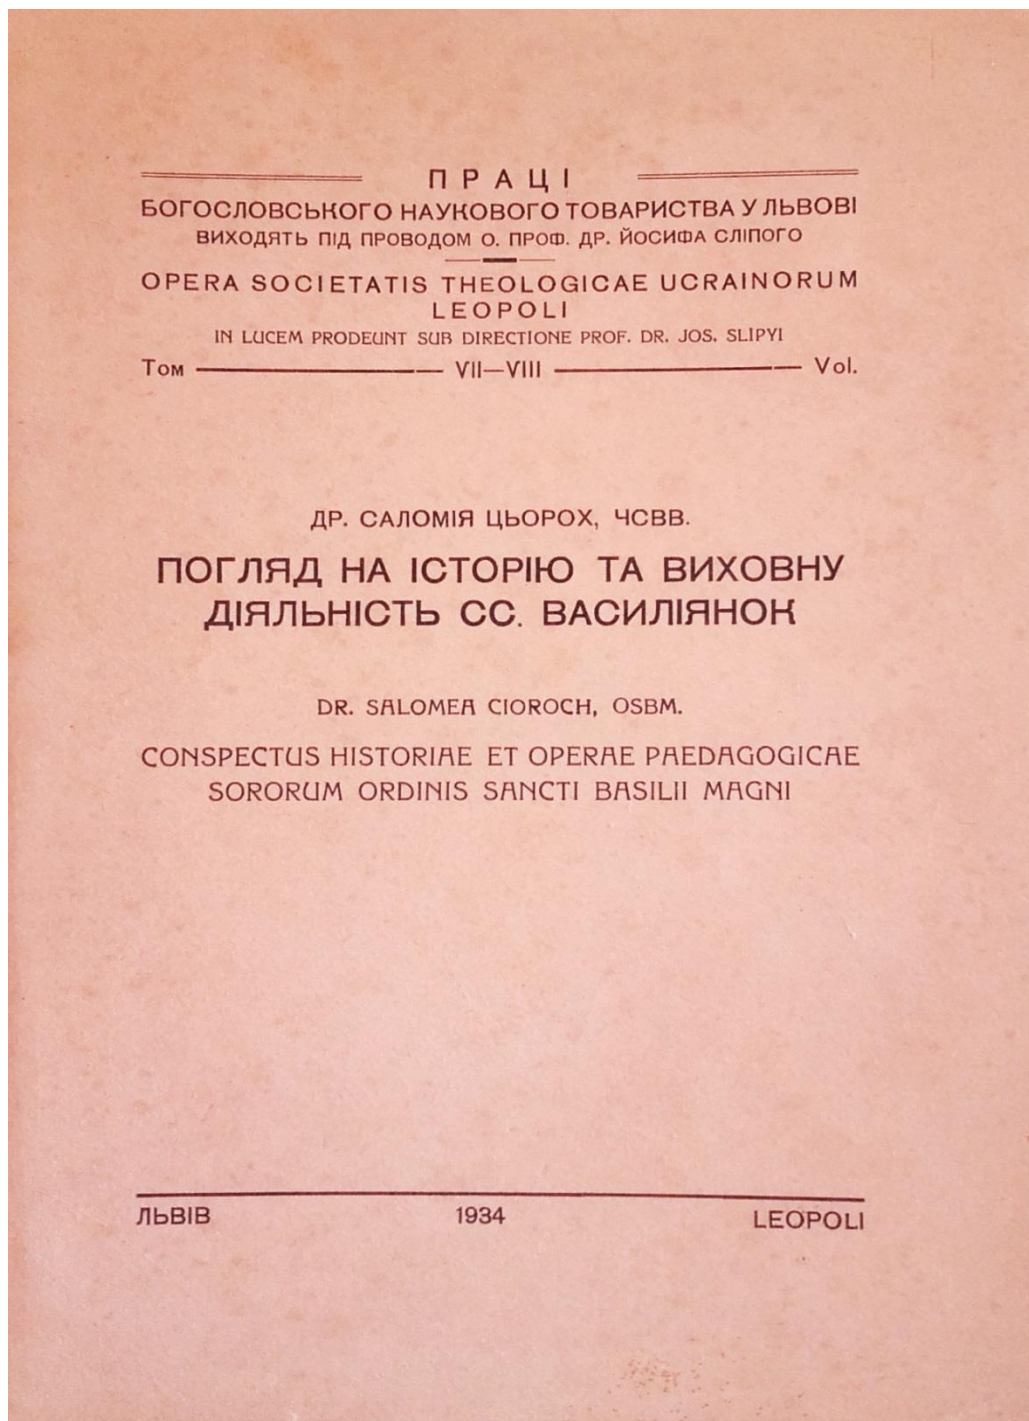 ПРАЦІ
БОГОСЛОВСЬКОГО НАУКОВОГО ТОВАРИСТВА У ЛЬВОВІ
ВИХОДЯТЬ ПІД ПРОВОДОМ О. ПРОФ. ДР. ЙОСИФА СЛІПОГО
OPERA SOCIETATIS THEOLOGICAE UCRAINORUM
LEOPOLI
IN LUCEM PRODEUNT SUB DIRECTIONE PROF. DR. JOS. SLIPYI
Том VII—VIII Vol.
ДР. САЛОМІЯ ЦЬОРОХ, ЧСВВ.
ПОГЛЯД НА ІСТОРІЮ ТА ВИХОВНУ
ДІЯЛЬНІСТЬ СС. ВАСИЛІЯНОК
DR. SALOMEA CIOROCH, OSBM.
CONSPECTUS HISTORIAE ET OPERAE PAEDAGOGICAE
SORORUM ORDINIS SANCTI BASILII MAGNI
ЛЬВІВ 1934 LEOPOLI